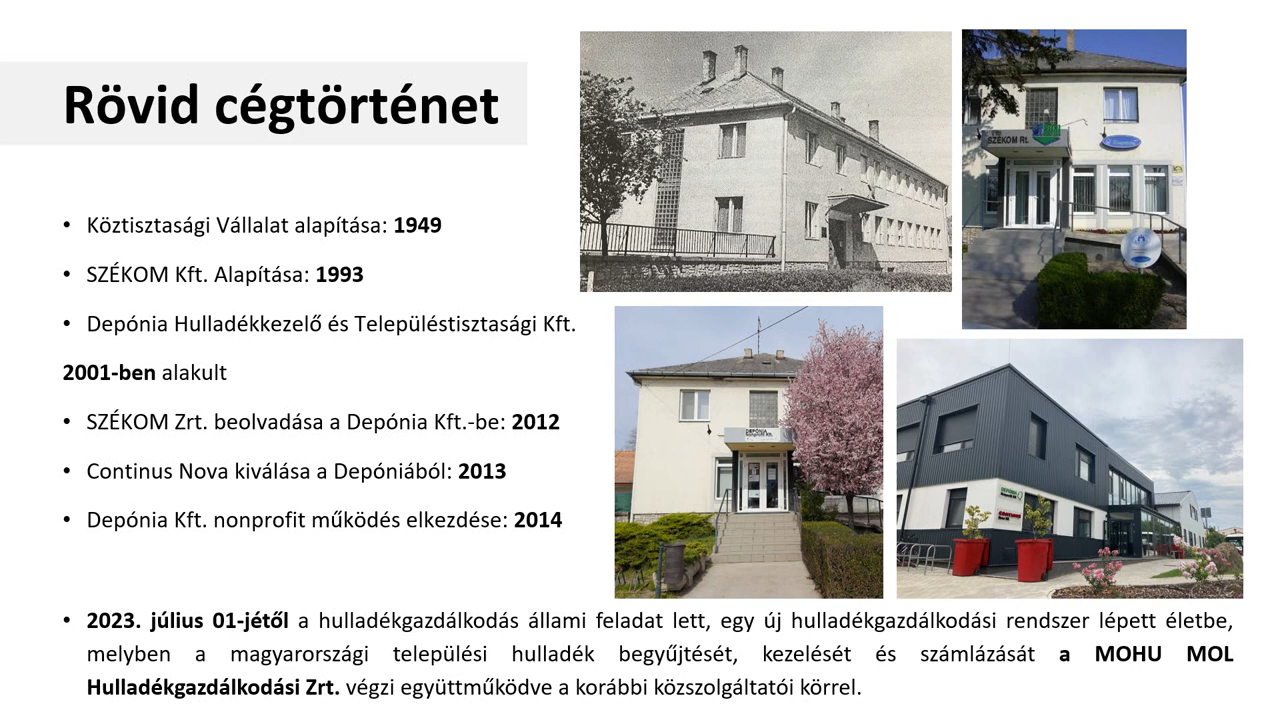 Rövid cégtörténet
• Köztisztasági Vállalat alapítása: 1949
• SZÉKOM Kft. Alapítása: 1993
• Depónia Hulladékkezelő és Településtisztasági Kft.
2001-ben alakult
• SZÉKOM Zrt. beolvadása a Depónia Kft.-be: 2012
• Continus Nova kiválása a Depóniából: 2013
• Depónia Kft. nonprofit működés elkezdése: 2014
• 2023. július 01-jétől a hulladékgazdálkodás állami feladat lett, egy új hulladékgazdálkodási rendszer lépett életbe,
melyben a magyarországi települési hulladék begyűjtését, kezelését és számlázását a MOHU MOL
Hulladékgazdálkodási Zrt. végzi együttműködve a korábbi közszolgáltatói körrel.
SZÉKOM Rt.
DEPÓNIA
Nonprofit Kft.